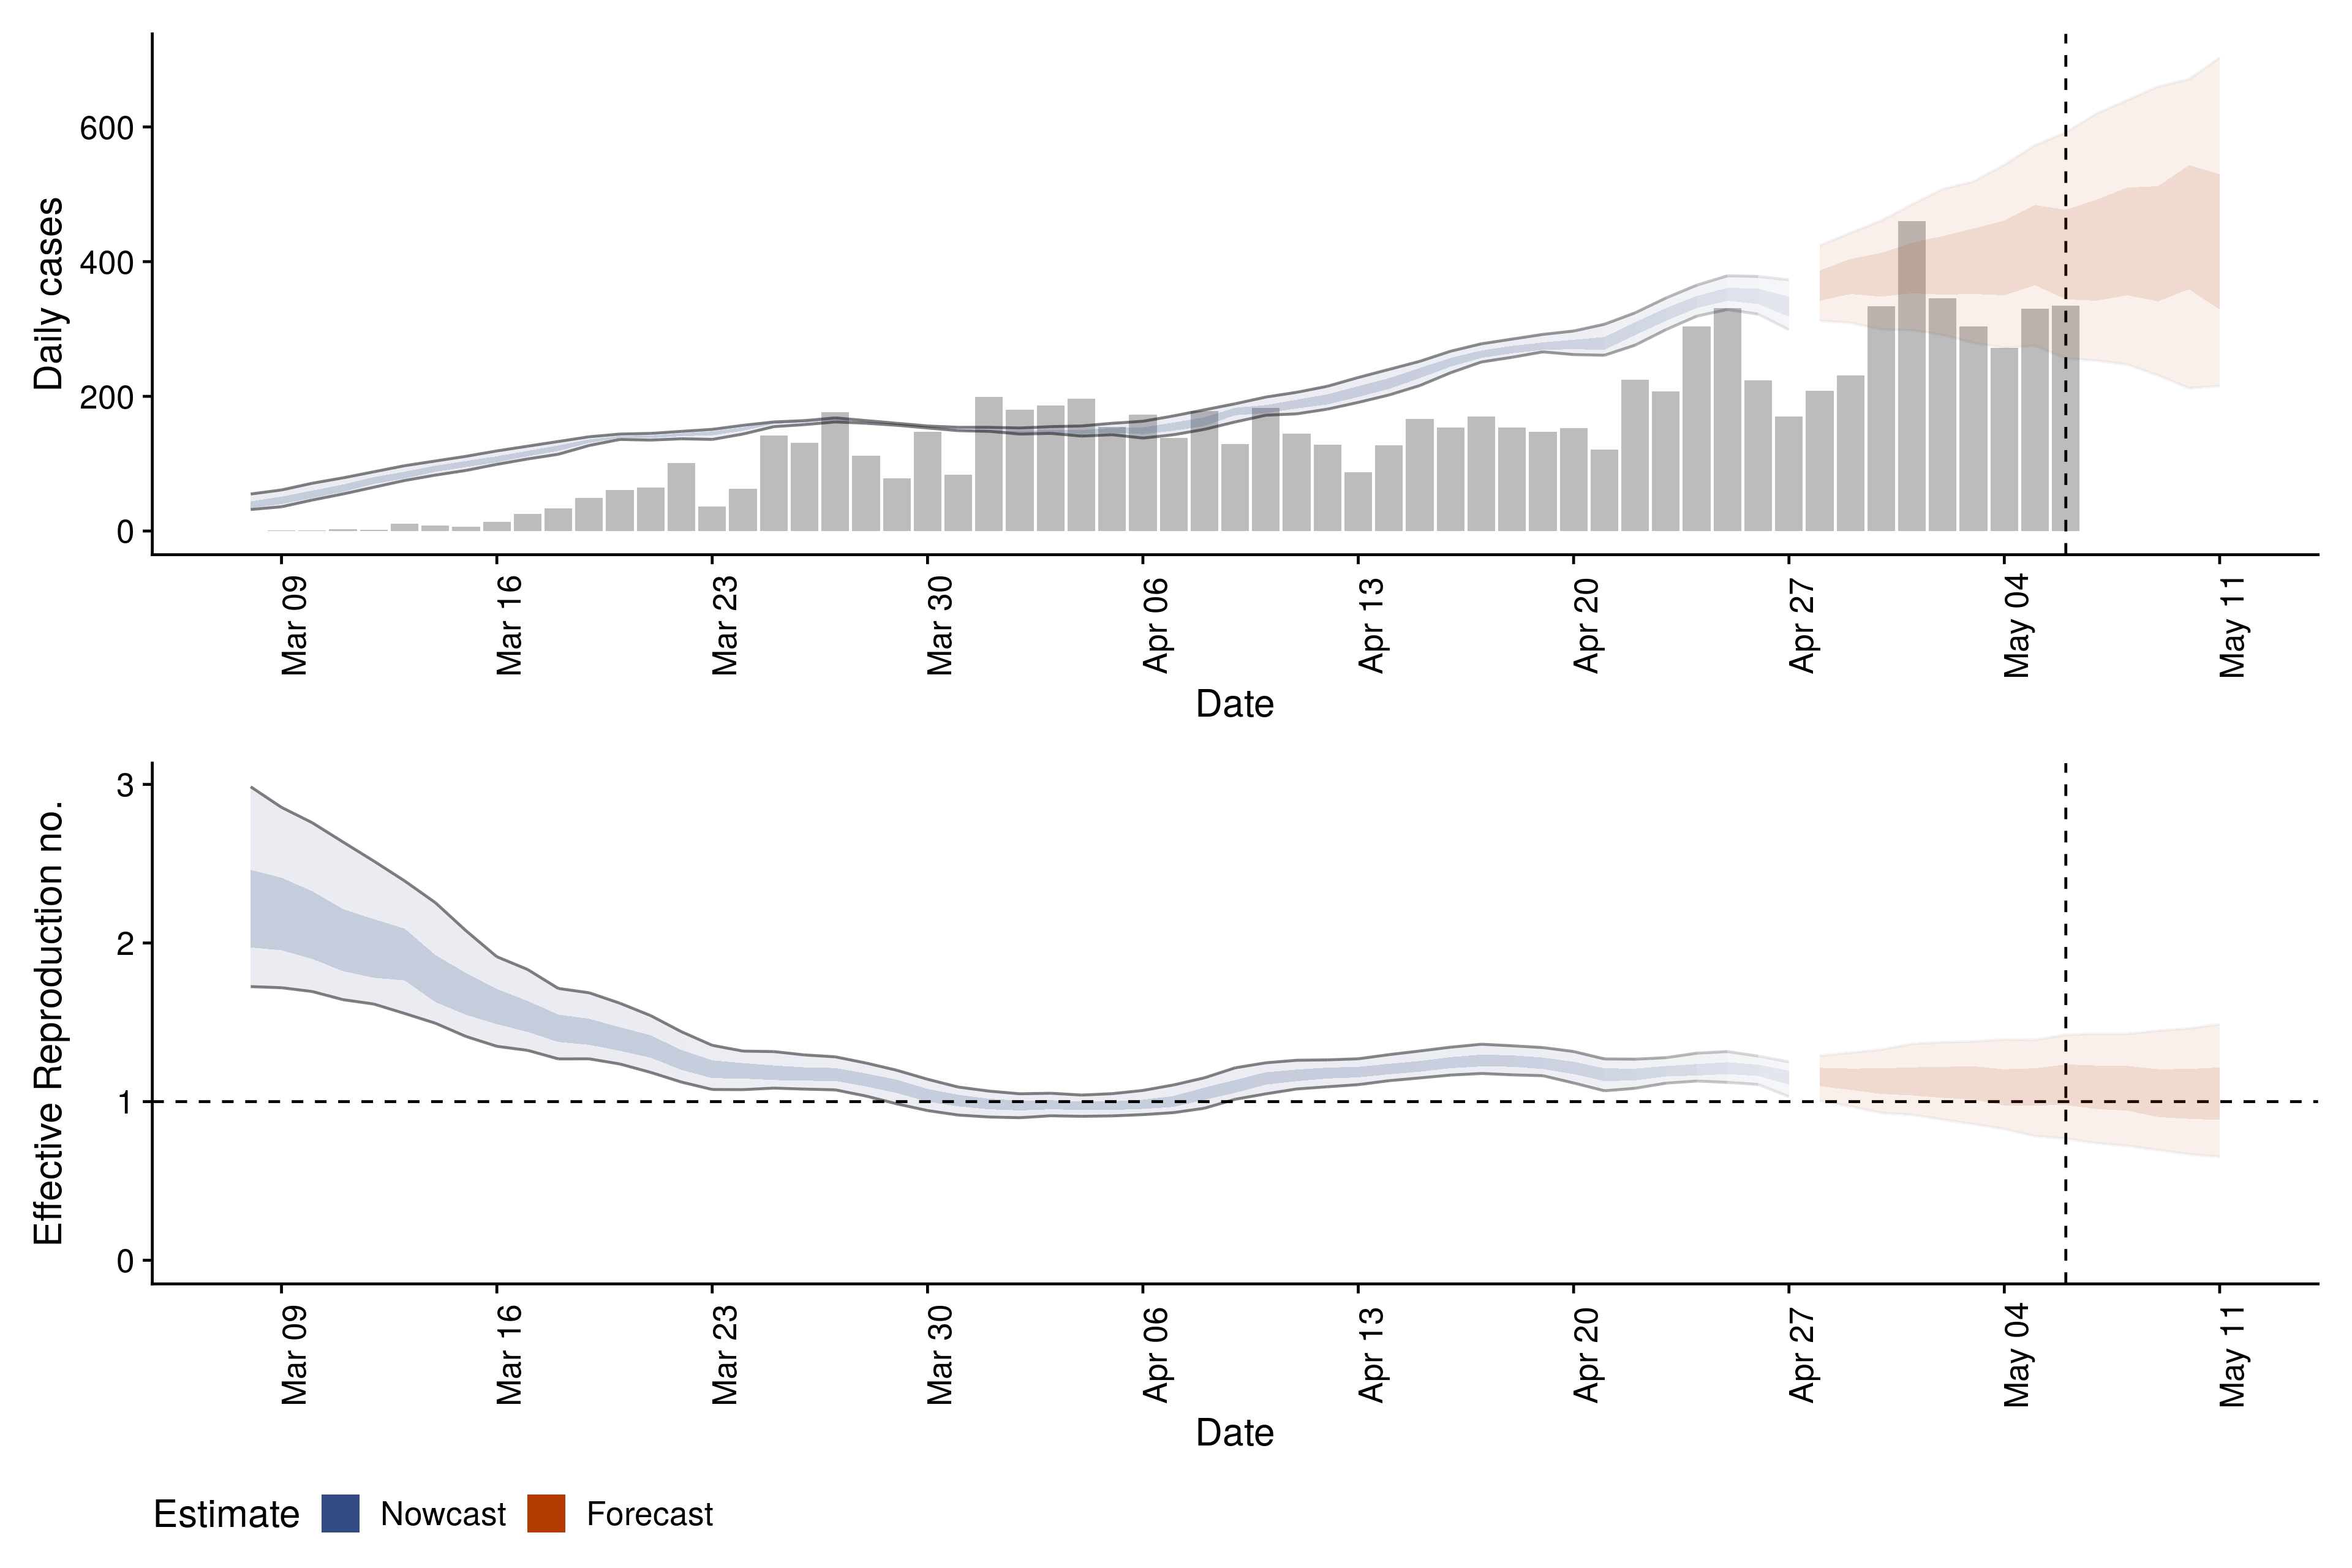 Daily cases
600
400
200
0
Mar 09
Mar 16
Mar 23
Mar 30
Apr 06
Apr 13
Apr 20
Apr 27
May 04
May 11
Date
Effective Reproduction no.
3
2
1
0
Mar 09
Mar 16
Mar 23
Mar 30
Apr 06
Apr 13
Apr 20
Apr 27
May 04
May 11
Date
Estimate Nowcast Forecast